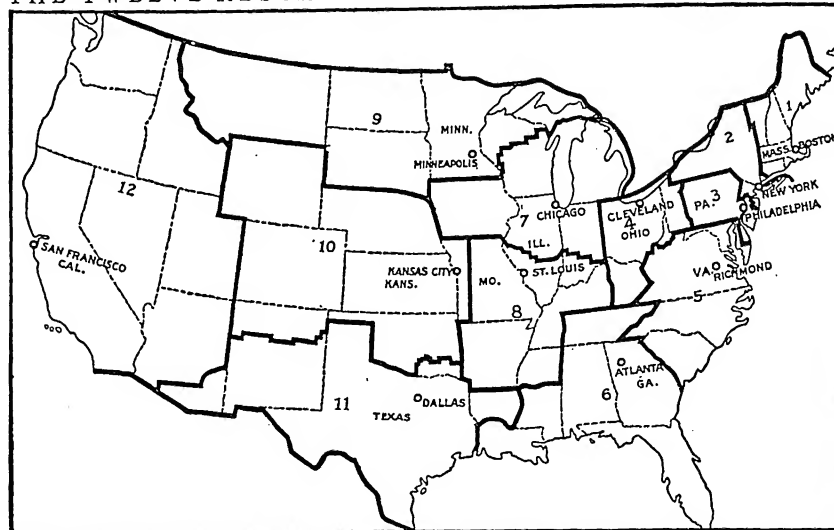 THE TWELVE
1
9
MINN.
2
MASS.
BOSTON
MINNEAPOLIS
12
NEW YORK
PA.
3
PHILADELPHIA
7
CHICAGO
CLEVELAND
4
OHIO
ILL.
SAN FRANCISCO
CAL.
10
KANSAS CITY
KANS.
MO.
ST. LOUIS
VA.
RICHMOND
5
8
ATLANTA
GA.
6
11
TEXAS
DALLAS